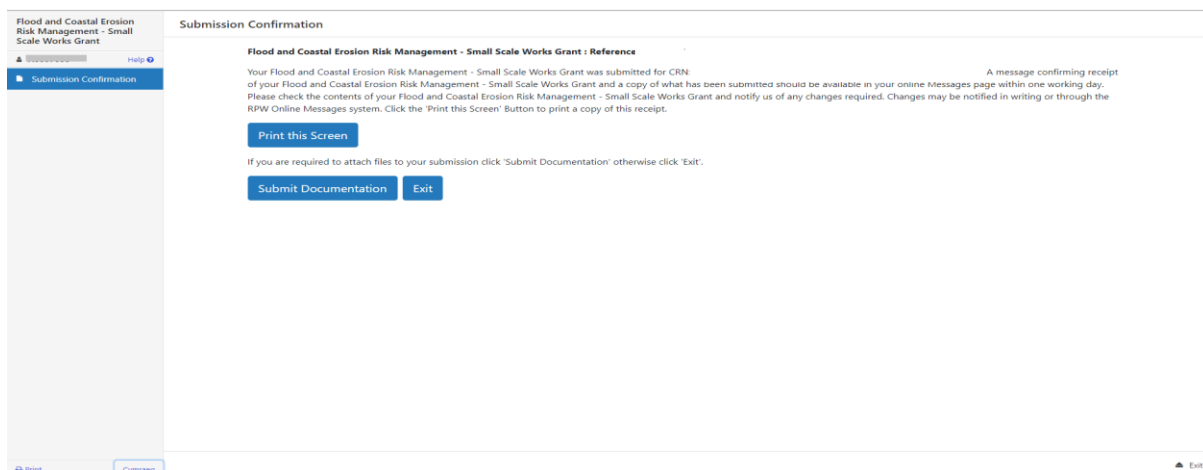 Flood and Coastal Erosion
Risk Management - Small
Scale Works Grant
Help
Submission Confirmation
Submission Confirmation
Flood and Coastal Erosion Risk Management - Small Scale Works Grant : Reference
Your Flood and Coastal Erosion Risk Management - Small Scale Works Grant was submitted for CRN: A message confirming receipt
of your Flood and Coastal Erosion Risk Management - Small Scale Works Grant and a copy of what has been submitted should be available in your online Messages page within one working day.
Please check the contents of your Flood and Coastal Erosion Risk Management - Small Scale Works Grant and notify us of any changes required. Changes may be notified in writing or through the
RPW Online Messages system. Click the 'Print this Screen' Button to print a copy of this receipt.
Print this Screen
If you are required to attach files to your submission click 'Submit Documentation' otherwise click 'Exit'.
Submit Documentation
Exit
Print
Cymraeg
Exit